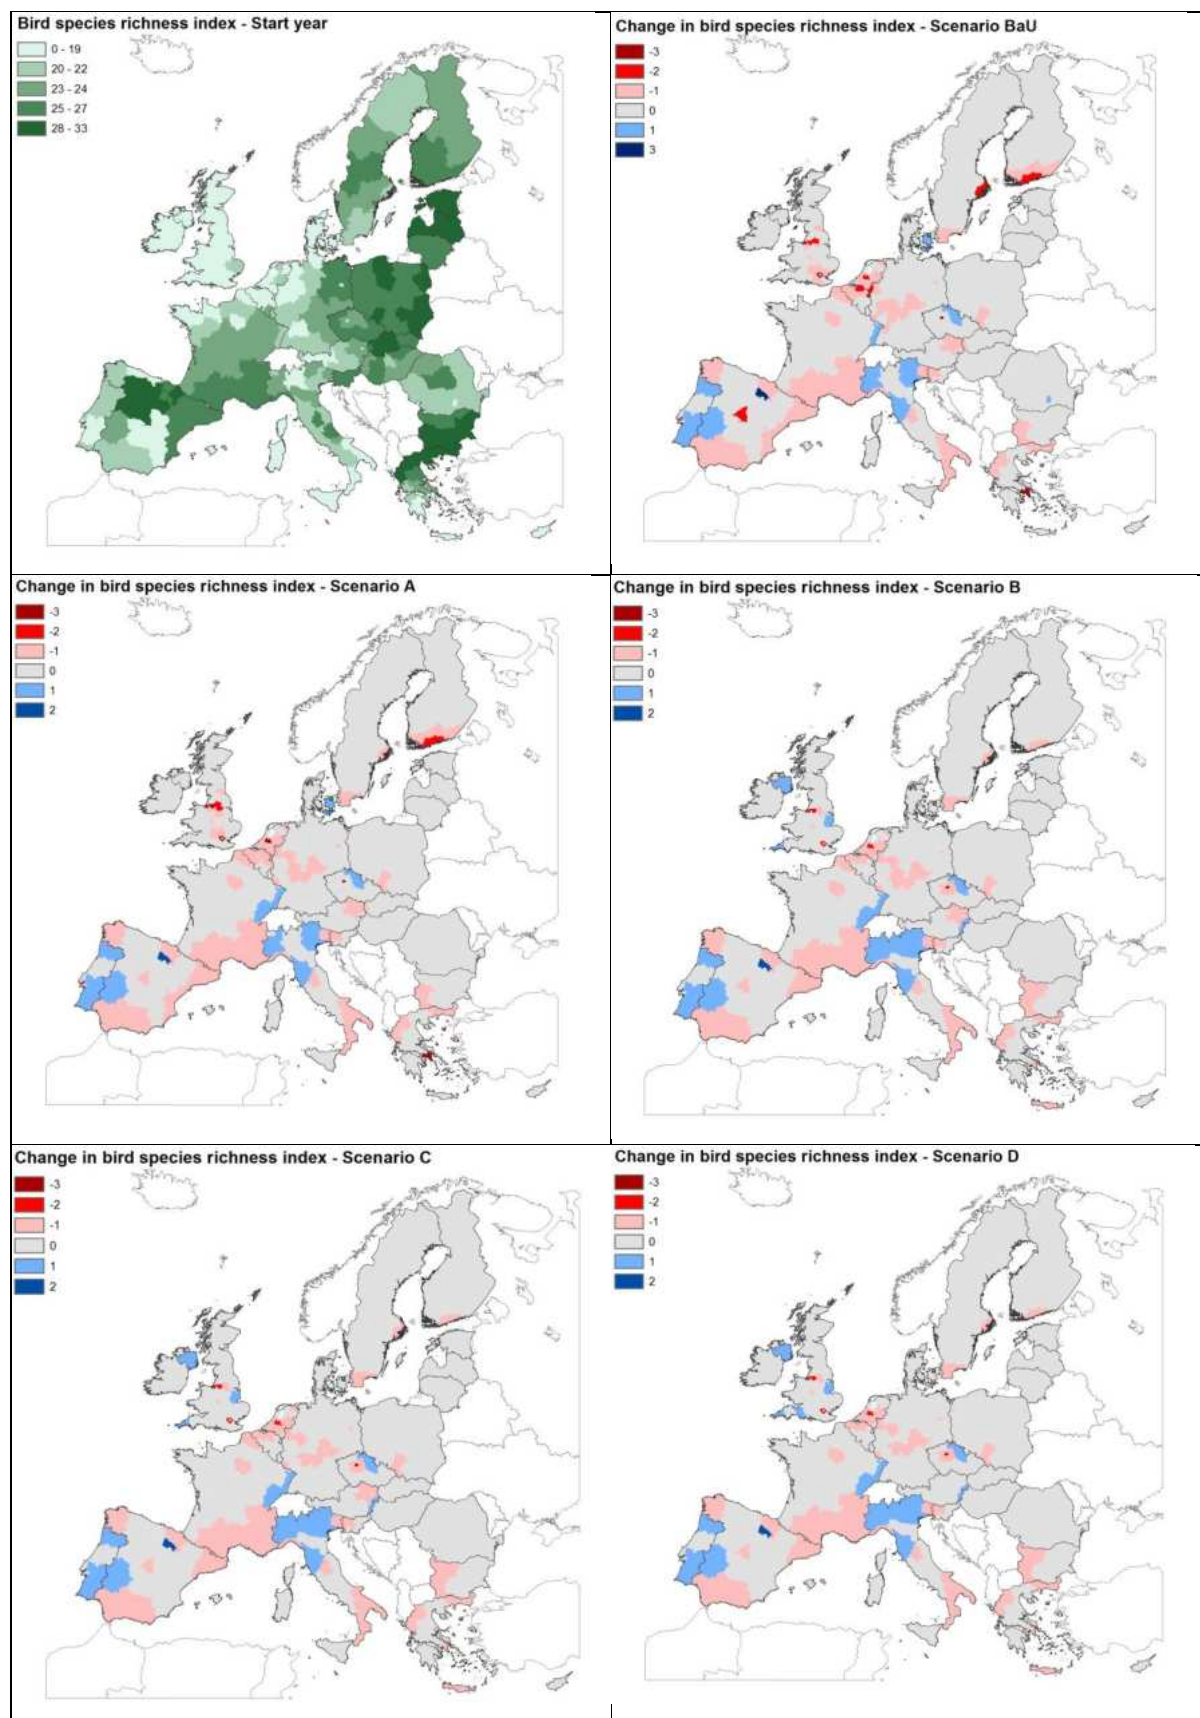 Bird species richness index - Start year
0 - 19
20 - 22
23 - 24
25 - 27
28 - 33
Change in bird species richness index - Scenario BaU
-3
-2
-1
0
1
3
Change in bird species richness index - Scenario A
-3
-2
-1
0
1
2
Change in bird species richness index - Scenario B
-3
-2
-1
0
1
2
Change in bird species richness index - Scenario C
-3
-2
-1
0
1
2
Change in bird species richness index - Scenario D
-3
-2
-1
0
1
2